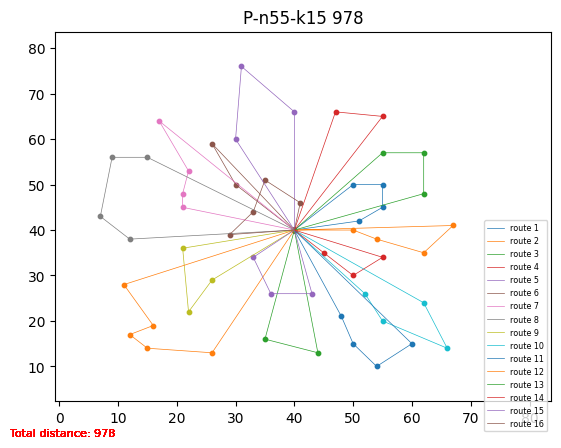 P-n55-k15 978
80
70
60
50
40
30
20
10
0
10
20
30
40
50
60
70
route 1
route 2
route 3
route 4
route 5
route 6
route 7
route 8
route 9
route 10
route 11
route 12
route 13
route 14
route 15
route 16
Total distance: 978